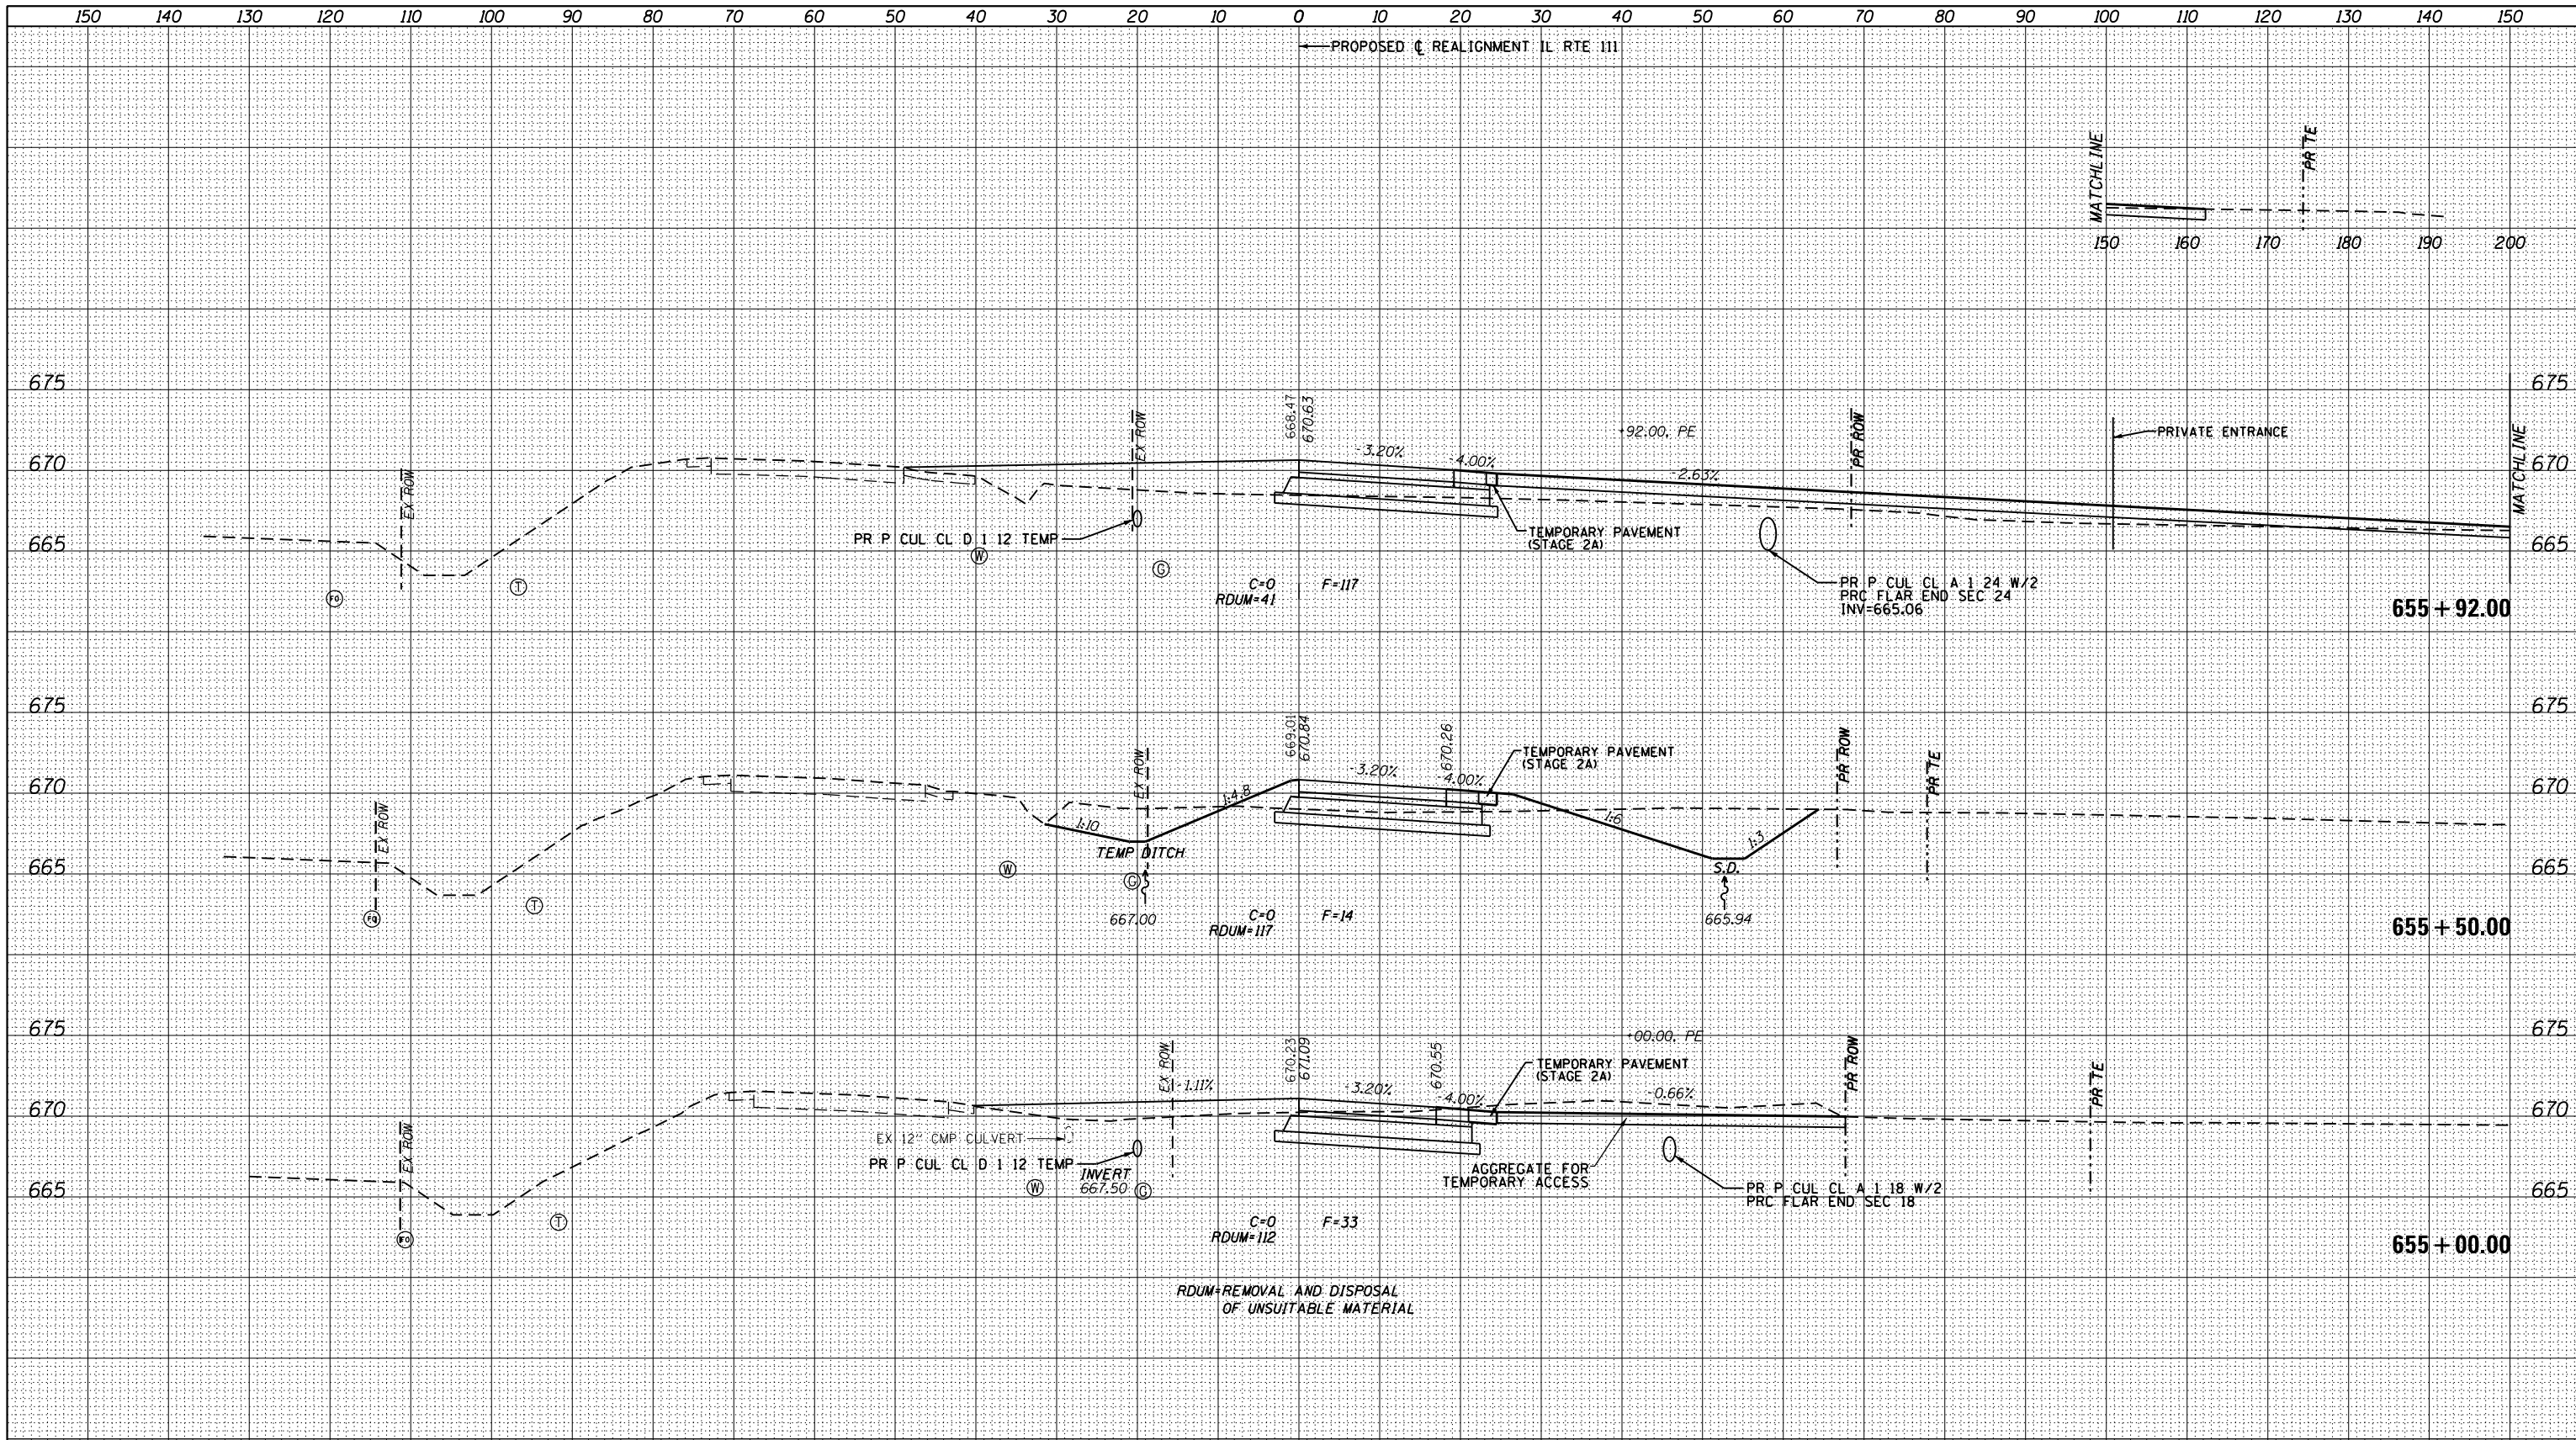 150 140 130 120 110 100 90 80 70 60 50 40 30 20 10 0 10 20 30 40 50 60 70 80 90 100 110 120 130 140 150
PROPOSED ℄ REALIGNMENT IL RTE 111
MATCHLINE
PR TE
150 160 170 180 190 200
675
675
668.47
670.63
+92.00, PE
-3.20%
-4.00%
-2.63%
EX ROW
EX ROW
PR ROW
PRIVATE ENTRANCE
MATCHLINE
670
670
PR P CUL CL D 1 12 TEMP
TEMPORARY PAVEMENT
(STAGE 2A)
665
665
W
G
T
FO
C=0 F=117
RDUM=41
PR P CUL CL A 1 24 W/2
PRC FLAR END SEC 24
INV=665.06
655+92.00
675
675
669.01
670.84
670.26
TEMPORARY PAVEMENT
(STAGE 2A)
EX ROW
EX ROW
PR ROW
PR TE
-3.20%
-4.00%
670
670
1:4.8
1:10
1:6
1:3
TEMP DITCH
S.D.
665
665
W
G
T
FO
667.00
665.94
C=0 F=14
RDUM=117
655+50.00
675
675
670.23
671.09
670.55
+00.00, PE
TEMPORARY PAVEMENT
(STAGE 2A)
EX ROW
EX ROW
PR ROW
PR TE
-1.11%
-3.20%
-4.00%
0.66%
670
670
EX 12" CMP CULVERT
PR P CUL CL D 1 12 TEMP
INVERT
667.50
AGGREGATE FOR
TEMPORARY ACCESS
PR P CUL CL A 1 18 W/2
PRC FLAR END SEC 18
665
665
W
G
T
FO
C=0 F=33
RDUM=112
655+00.00
RDUM=REMOVAL AND DISPOSAL
OF UNSUITABLE MATERIAL